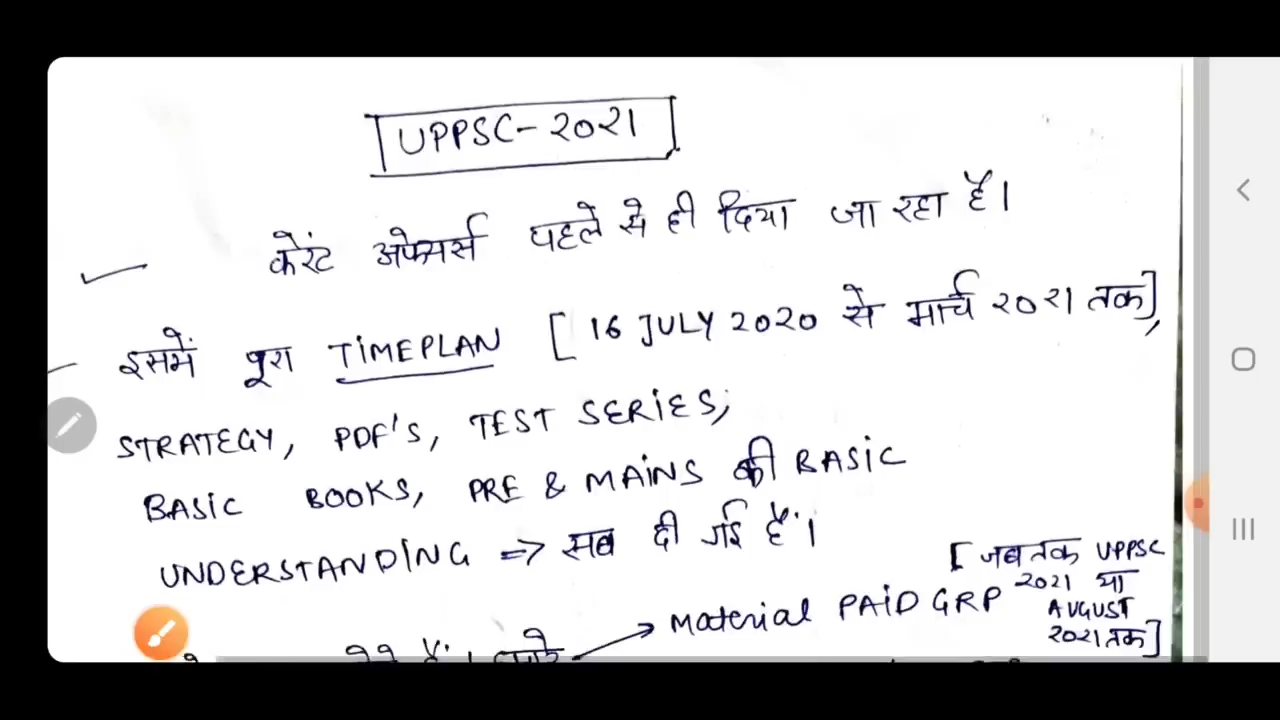 UPPSC-2021
करेंट अफेयर्स पहले से ही दिया जा रहा है।
इसमें पूरा TIMEPLAN [ 16 JULY 2020 से मार्च 2021 तक],
STRATEGY, PDF'S, TEST SERIES,
BASIC BOOKS, PRE & MAINS की BASIC
UNDERSTANDING => सब दी गई हैं।
[जब तक UPPSC
2021 या
Material PAID GRP
AUGUST
2021 तक]